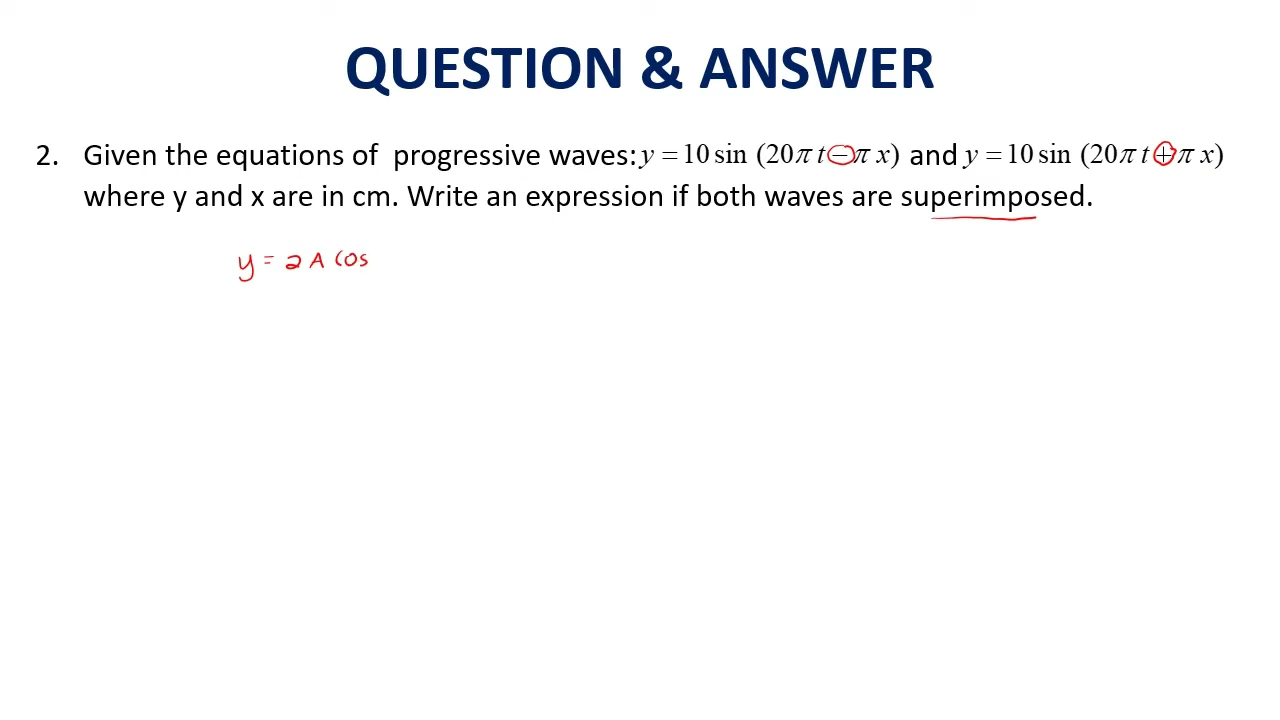 QUESTION & ANSWER
2. Given the equations of progressive waves: y = 10 sin (20π t − π x) and y = 10 sin (20π t + π x)
where y and x are in cm. Write an expression if both waves are superimposed.
y = 2 A cos